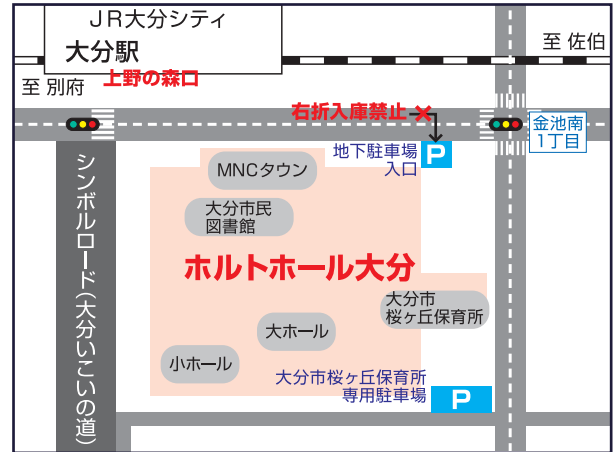 JR大分シティ
大分駅
至 佐伯
上野の森口
至 別府
右折入庫禁止
金池南
1丁目
地下駐車場
入口
P
MNCタウン
大分市民
図書館
シンボルロード(大分いこいの道)
ホルトホール大分
大分市
桜ヶ丘保育所
大ホール
小ホール
大分市桜ヶ丘保育所
専用駐車場
P